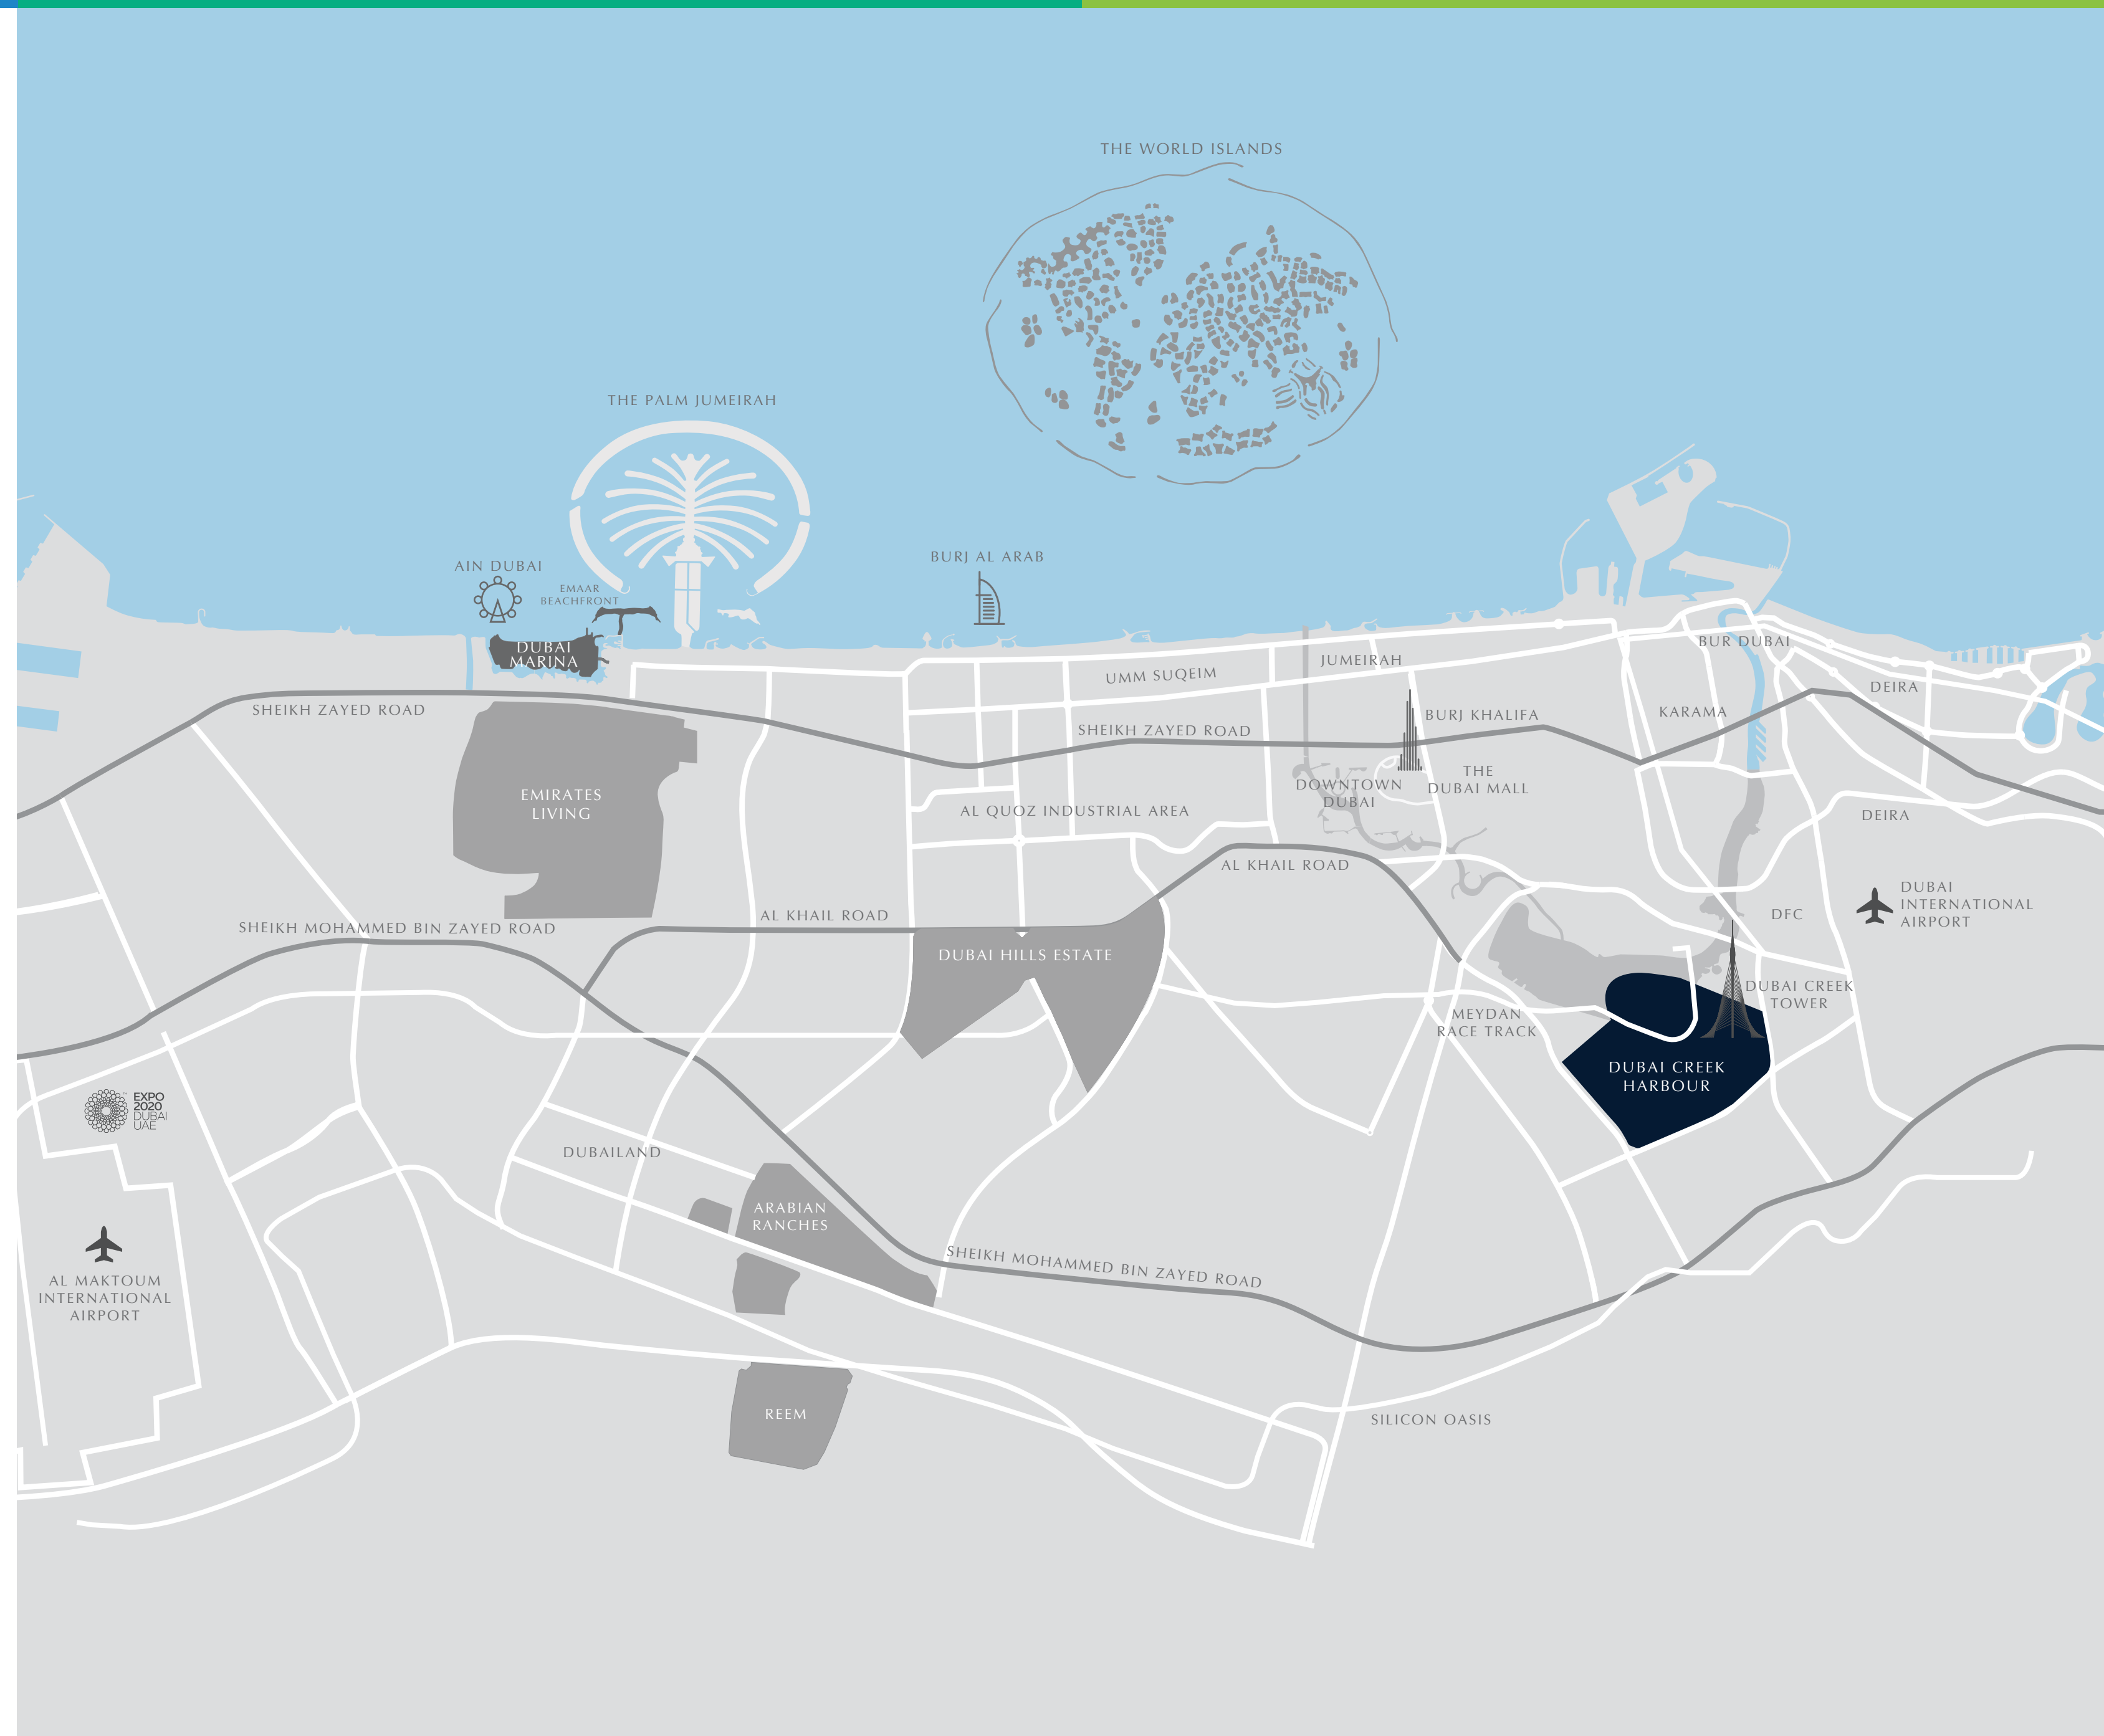 THE WORLD ISLANDS
THE PALM JUMEIRAH
BURJ AL ARAB
AIN DUBAI
EMAAR
BEACHFRONT
DUBAI
MARINA
BUR DUBAI
JUMEIRAH
UMM SUQEIM
DEIRA
SHEIKH ZAYED ROAD
KARAMA
BURJ KHALIFA
SHEIKH ZAYED ROAD
THE
DUBAI MALL
DOWNTOWN
DUBAI
EMIRATES
LIVING
AL QUOZ INDUSTRIAL AREA
DEIRA
AL KHAIL ROAD
DUBAI
INTERNATIONAL
AIRPORT
DFC
AL KHAIL ROAD
SHEIKH MOHAMMED BIN ZAYED ROAD
DUBAI HILLS ESTATE
DUBAI CREEK
TOWER
MEYDAN
RACE TRACK
DUBAI CREEK
HARBOUR
EXPO
2020
DUBAI
UAE
DUBAILAND
ARABIAN
RANCHES
SHEIKH MOHAMMED BIN ZAYED ROAD
AL MAKTOUM
INTERNATIONAL
AIRPORT
REEM
SILICON OASIS